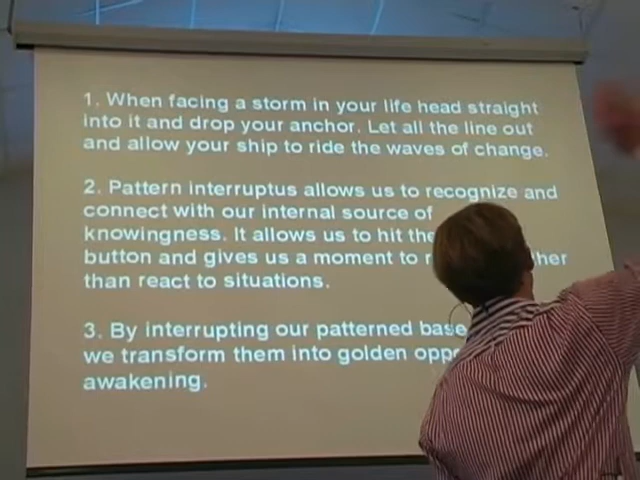 1. When facing a storm in your life head straight
into it and drop your anchor. Let all the line out
and allow your ship to ride the waves of change.
2. Pattern interruptus allows us to recognize and
connect with our internal source of
knowingness. It allows us to hit the
button and gives us a moment to
than react to situations.
3. By interrupting our patterned
we transform them into golden
awakening.